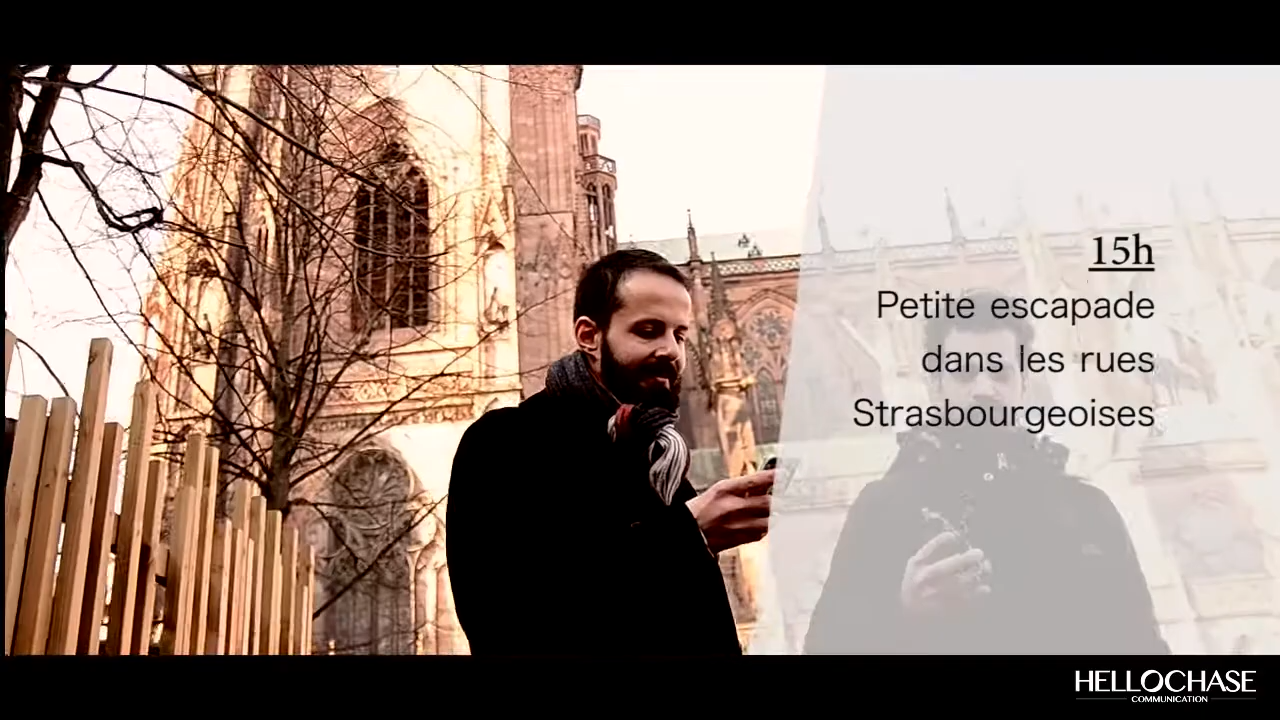 15h
Petite escapade
dans les rues
Strasbourgeoises
HELLOCHASE
COMMUNICATION